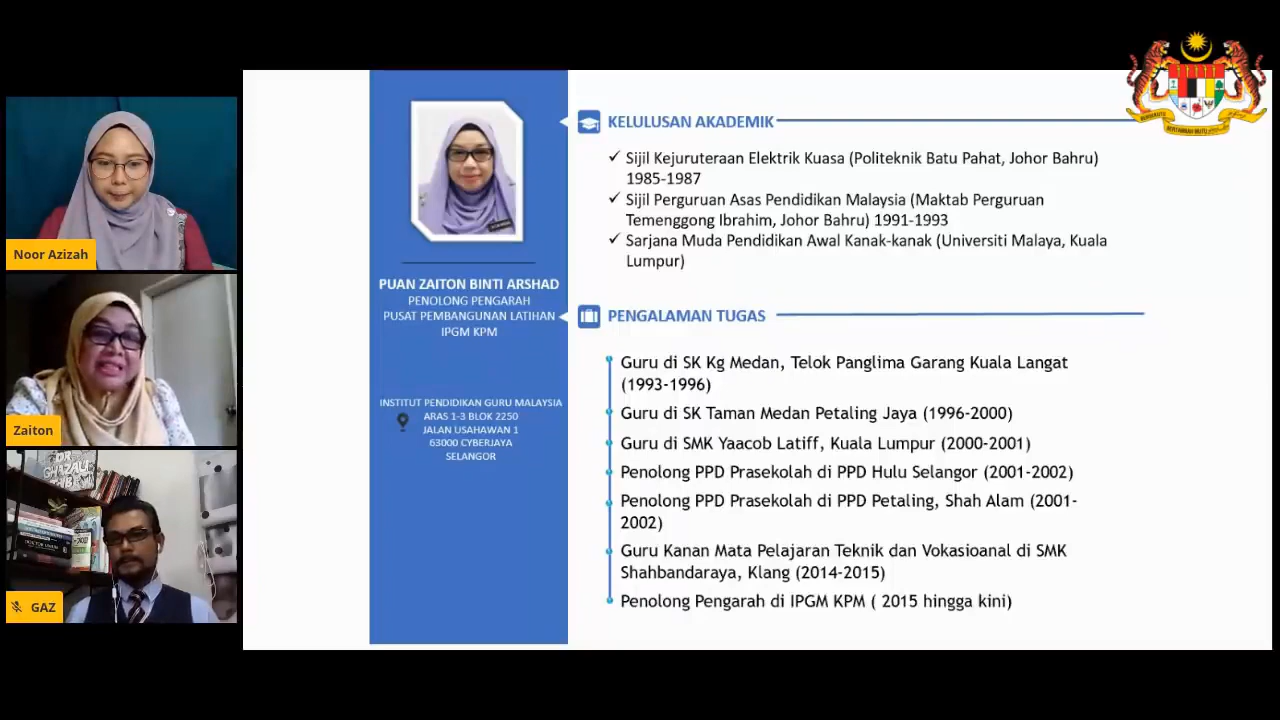 Noor Azizah
Zaiton
GAZ
DR
GHAZALI
PUAN ZAITON BINTI ARSHAD
PENOLONG PENGARAH
PUSAT PEMBANGUNAN LATIHAN
IPGM KPM
INSTITUT PENDIDIKAN GURU MALAYSIA
ARAS 1-3 BLOK 2250
JALAN USAHAWAN 1
63000 CYBERJAYA
SELANGOR
KELULUSAN AKADEMIK
Sijil Kejuruteraan Elektrik Kuasa (Politeknik Batu Pahat, Johor Bahru)
1985-1987
Sijil Perguruan Asas Pendidikan Malaysia (Maktab Perguruan
Temenggong Ibrahim, Johor Bahru) 1991-1993
Sarjana Muda Pendidikan Awal Kanak-kanak (Universiti Malaya, Kuala
Lumpur)
PENGALAMAN TUGAS
Guru di SK Kg Medan, Telok Panglima Garang Kuala Langat
(1993-1996)
Guru di SK Taman Medan Petaling Jaya (1996-2000)
Guru di SMK Yaacob Latiff, Kuala Lumpur (2000-2001)
Penolong PPD Prasekolah di PPD Hulu Selangor (2001-2002)
Penolong PPD Prasekolah di PPD Petaling, Shah Alam (2001-
2002)
Guru Kanan Mata Pelajaran Teknik dan Vokasioanal di SMK
Shahbandaraya, Klang (2014-2015)
Penolong Pengarah di IPGM KPM ( 2015 hingga kini)